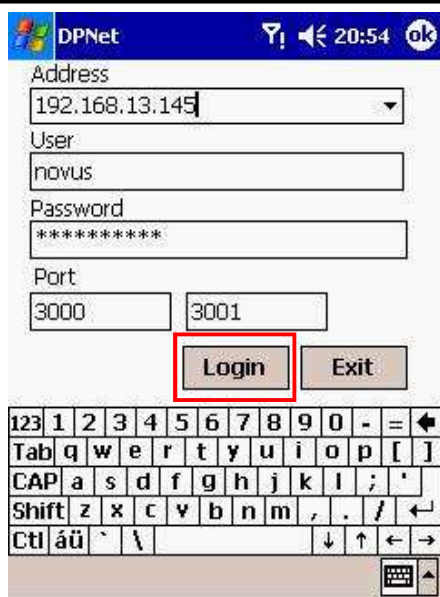 DPNet 20:54 ok
Address
192.168.13.145
User
novus
Password
**********
Port
3000 3001
Login Exit
123 1 2 3 4 5 6 7 8 9 0 - =
Tab q w e r t y u i o p [ ]
CAP a s d f g h j k l ; '
Shift z x c v b n m , . / ↵
Ctl áü ` \ ↓ ↑ ← →